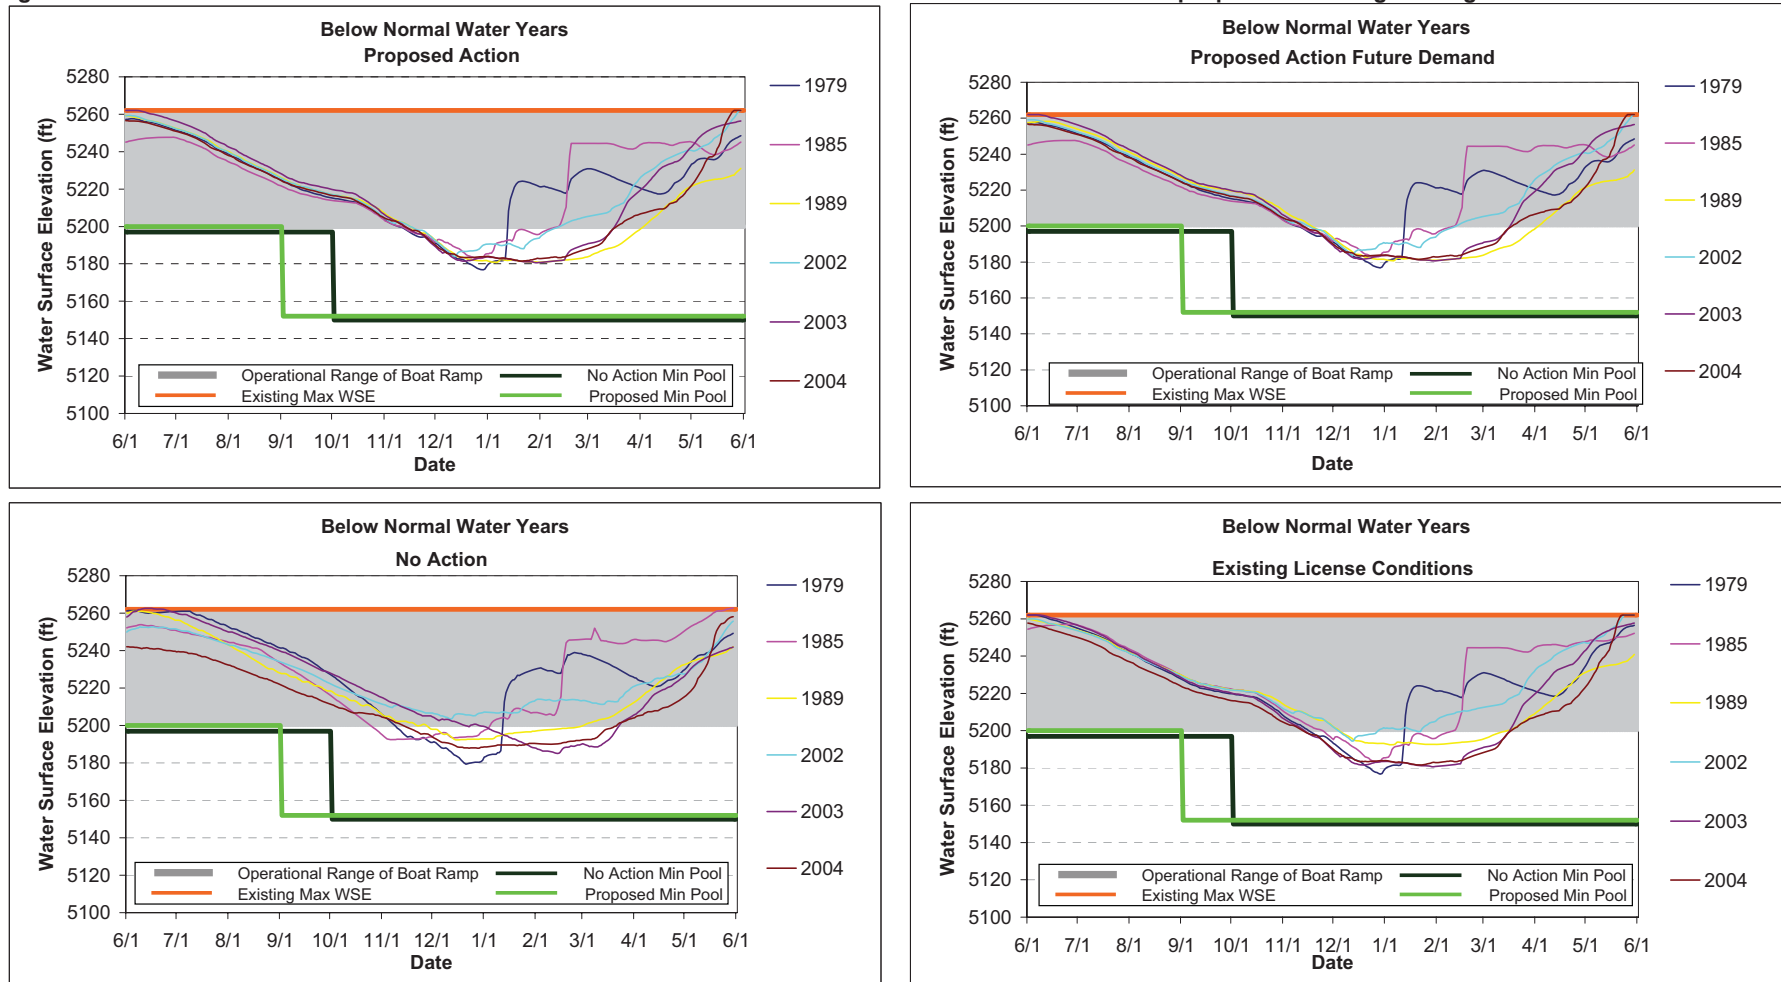 Below Normal Water Years
Proposed Action
Water Surface Elevation (ft)
5280
5260
5240
5220
5200
5180
5160
5140
5120
5100
Operational Range of Boat Ramp
No Action Min Pool
Existing Max WSE
Proposed Min Pool
6/1 7/1 8/1 9/1 10/1 11/1 12/1 1/1 2/1 3/1 4/1 5/1 6/1
Date
1979
1985
1989
2002
2003
2004
Below Normal Water Years
Proposed Action Future Demand
Water Surface Elevation (ft)
5280
5260
5240
5220
5200
5180
5160
5140
5120
5100
Operational Range of Boat Ramp
No Action Min Pool
Existing Max WSE
Proposed Min Pool
6/1 7/1 8/1 9/1 10/1 11/1 12/1 1/1 2/1 3/1 4/1 5/1 6/1
Date
1979
1985
1989
2002
2003
2004
Below Normal Water Years
No Action
Water Surface Elevation (ft)
5280
5260
5240
5220
5200
5180
5160
5140
5120
5100
Operational Range of Boat Ramp
No Action Min Pool
Existing Max WSE
Proposed Min Pool
6/1 7/1 8/1 9/1 10/1 11/1 12/1 1/1 2/1 3/1 4/1 5/1 6/1
Date
1979
1985
1989
2002
2003
2004
Below Normal Water Years
Existing License Conditions
Water Surface Elevation (ft)
5280
5260
5240
5220
5200
5180
5160
5140
5120
5100
Operational Range of Boat Ramp
No Action Min Pool
Existing Max WSE
Proposed Min Pool
6/1 7/1 8/1 9/1 10/1 11/1 12/1 1/1 2/1 3/1 4/1 5/1 6/1
Date
1979
1985
1989
2002
2003
2004